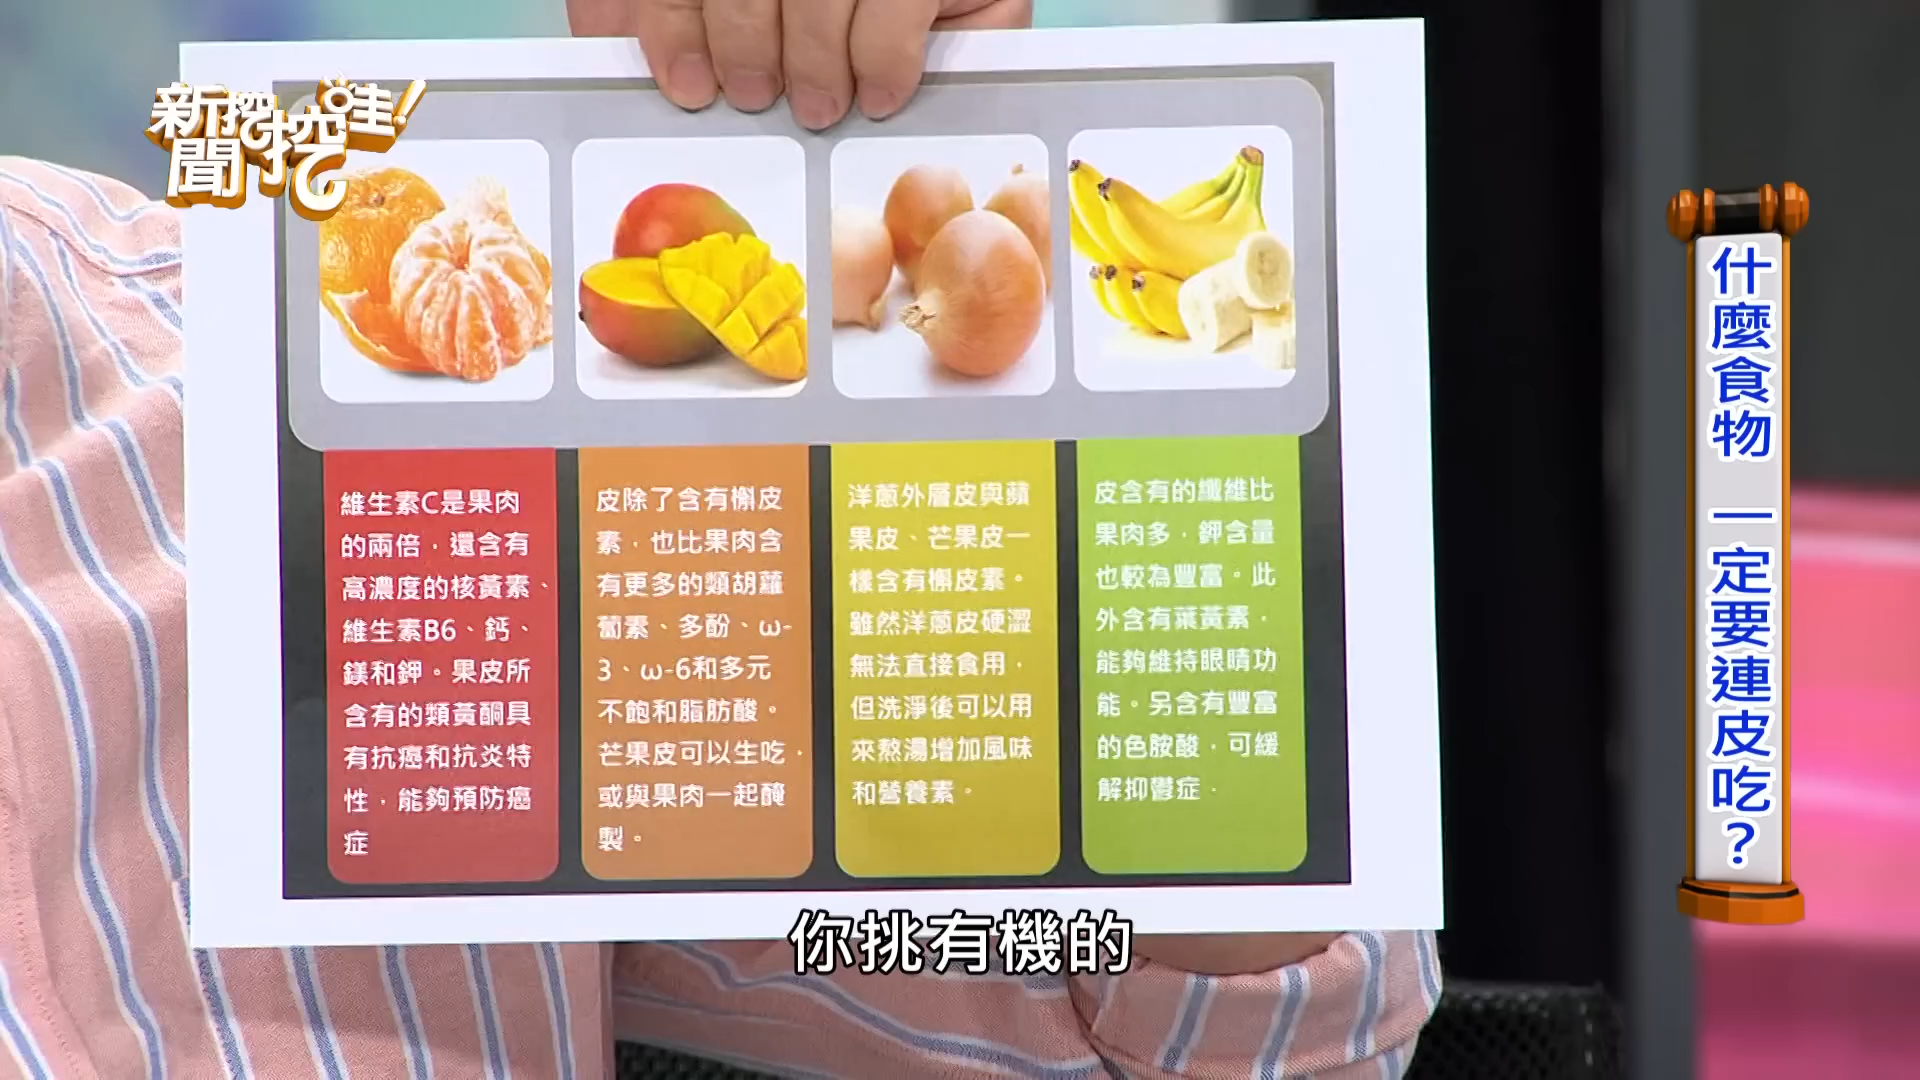 新聞挖挖哇!
維生素C是果肉
的兩倍，還含有
高濃度的核黃素、
維生素B6、鈣、
鎂和鉀。果皮所
含有的類黃酮具
有抗癌和抗炎特
性，能夠預防癌
症
皮除了含有槲皮
素，也比果肉含
有更多的類胡蘿
蔔素、多酚、ω-
3、ω-6和多元
不飽和脂肪酸。
芒果皮可以生吃，
或與果肉一起醃
製。
洋蔥外層皮與蘋
果皮、芒果皮一
樣含有槲皮素。
雖然洋蔥皮硬澀
無法直接食用，
但洗淨後可以用
來熬湯增加風味
和營養素。
皮含有的纖維比
果肉多，鉀含量
也較為豐富。此
外含有葉黃素，
能夠維持眼睛功
能。另含有豐富
的色胺酸，可緩
解抑鬱症，
什麼食物 一定要連皮吃？
你挑有機的